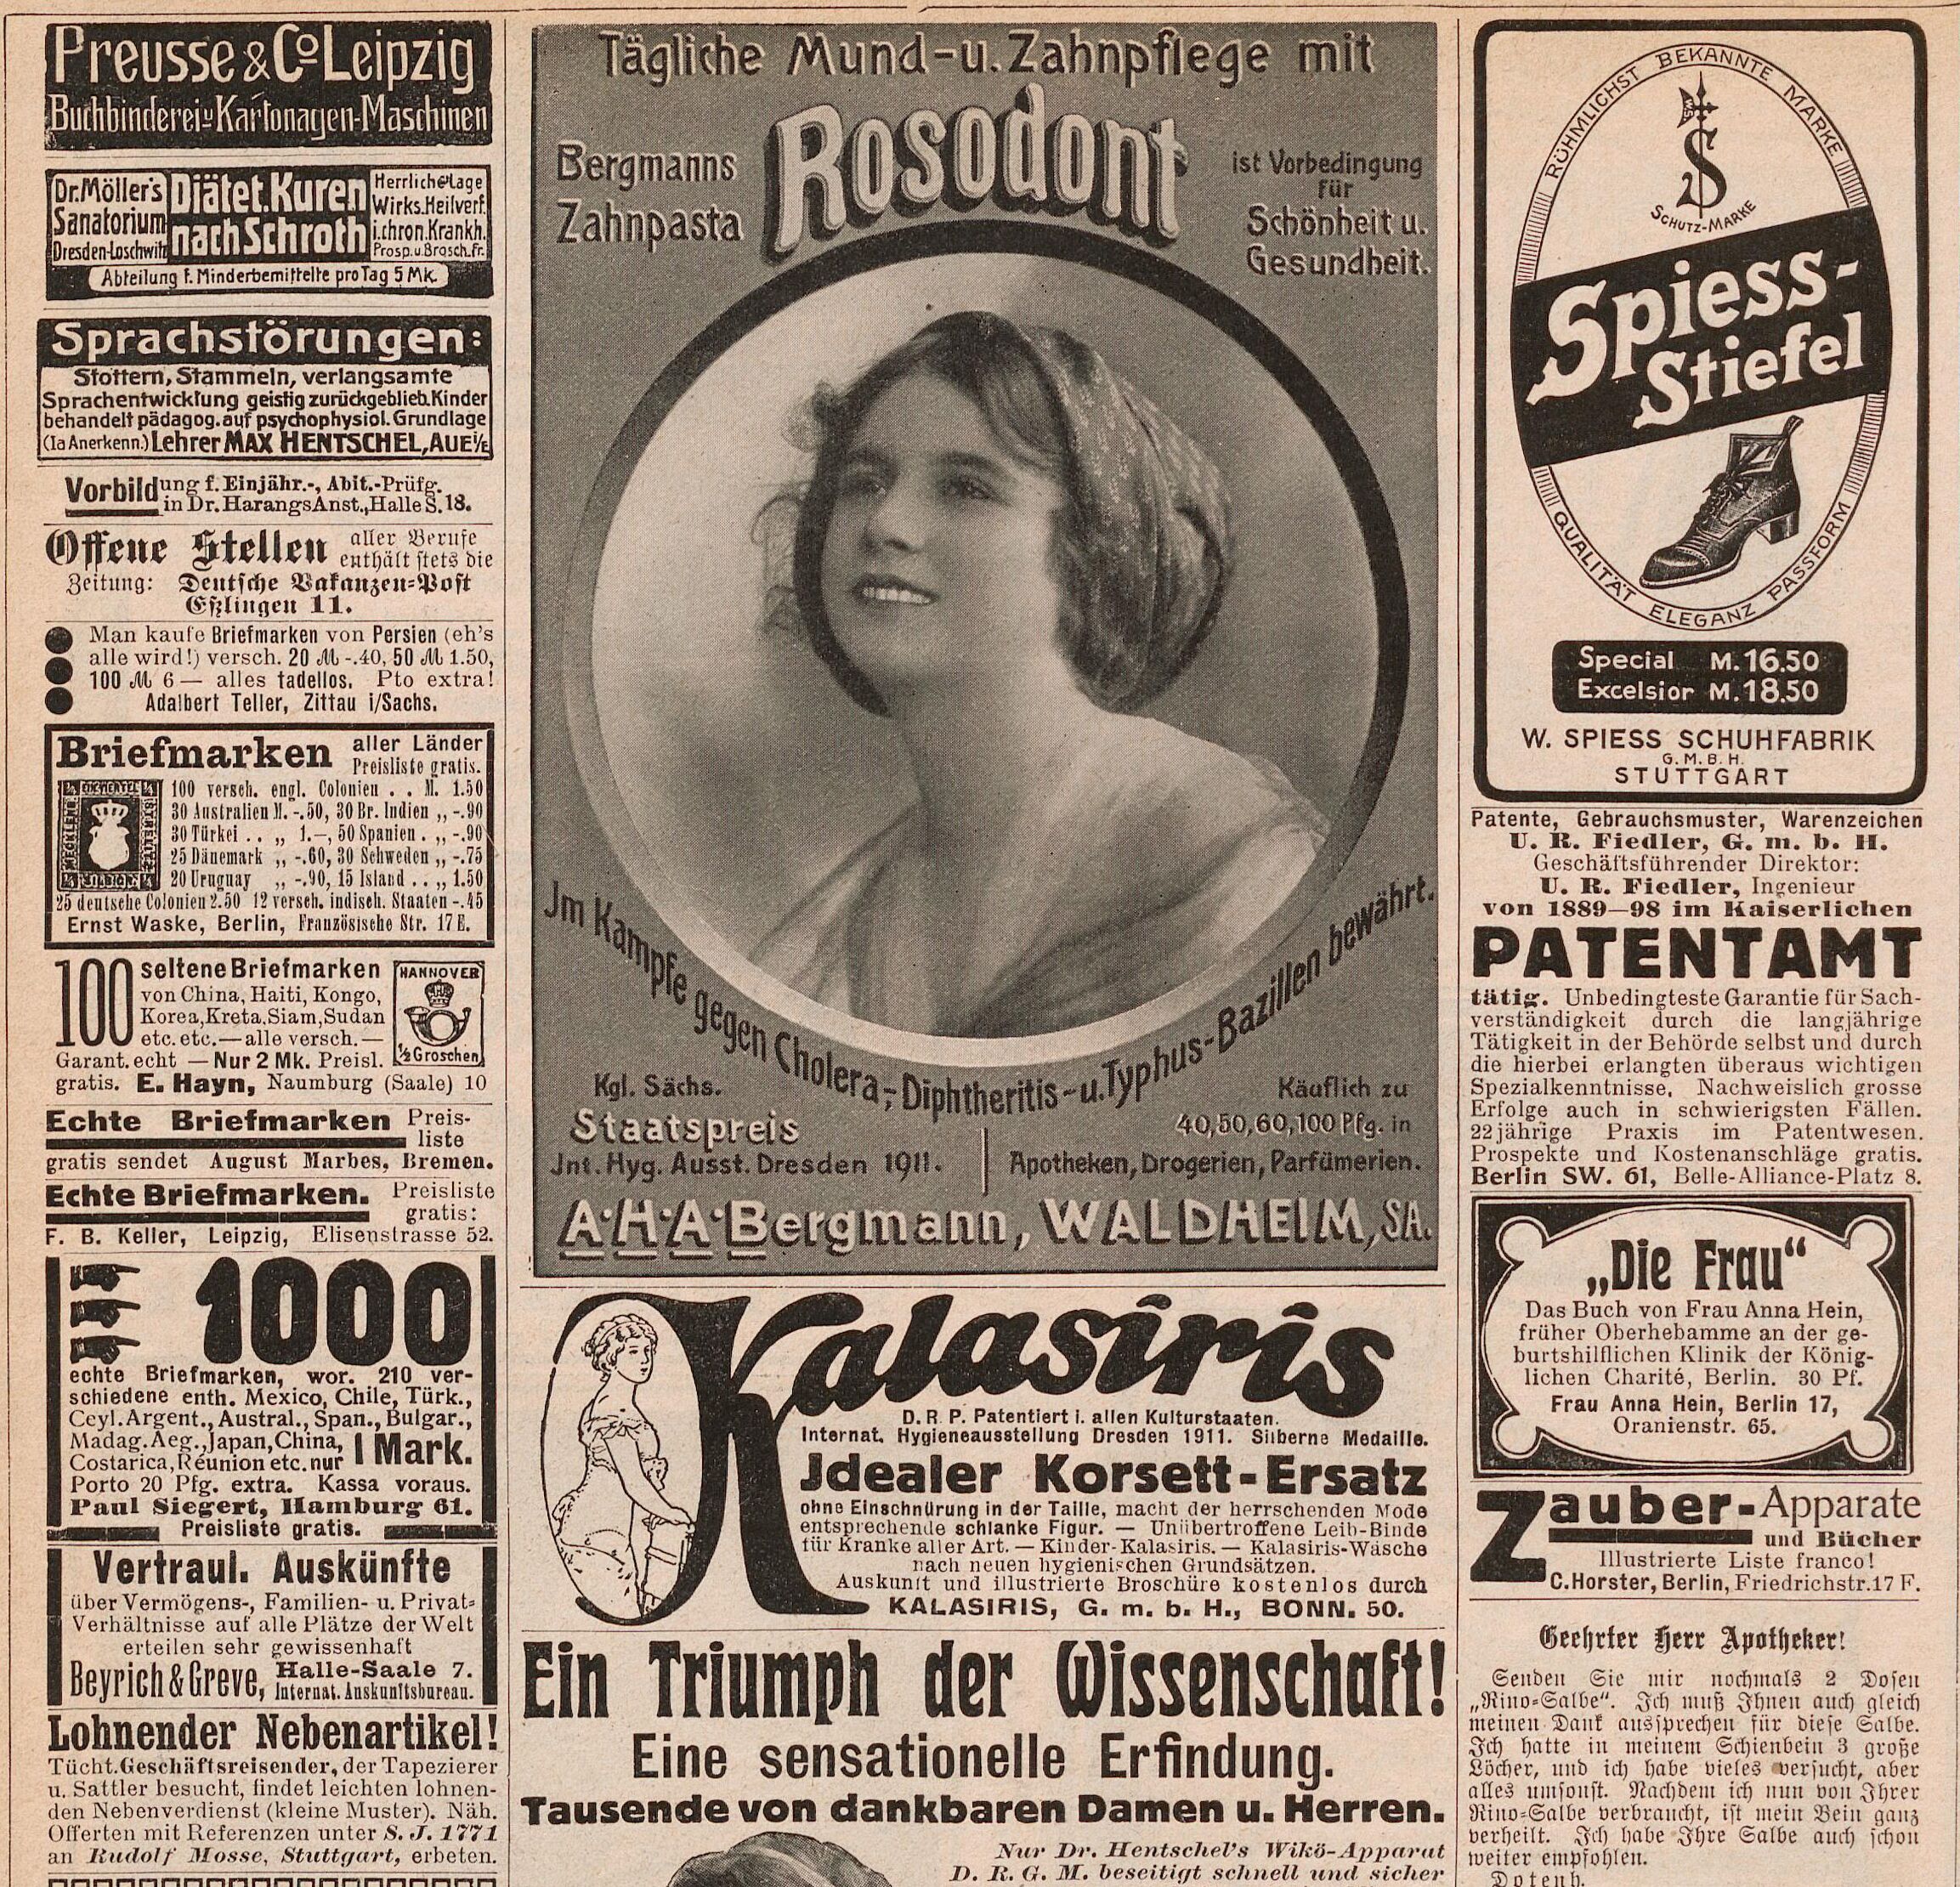 Preusse & Co Leipzig
Buchbinderei u Kartonagen-Maschinen
Dr. Möller's
Sanatorium
Dresden-Loschwitz
Diätet. Kuren
nach Schroth
Herrliche Lage
Wirks. Heilverf.
i. chron. Krankh.
Prosp. u. Brosch. fr.
Abteilung f. Minderbemittelte pro Tag 5 Mk.
Sprachstörungen:
Stottern, Stammeln, verlangsamte
Sprachentwicklung geistig zurückgeblieb. Kinder
behandelt pädagog. auf psychophysiol. Grundlage
(Ia Anerkenn.) Lehrer MAX HENTSCHEL, AUE i/E
Vorbildung f. Einjähr.-, Abit.-Prüfg.
in Dr. Harangs Anst., Halle S. 18.
Offene Stellen aller Berufe
enthält stets die
Zeitung: Deutsche Vakanzen-Post
Eßlingen 11.
Man kaufe Briefmarken von Persien (eh's
alle wird!) versch. 20 M -.40, 50 M 1.50,
100 M 6 — alles tadellos. Pto extra!
Adalbert Teller, Zittau i/Sachs.
Briefmarken aller Länder
Preisliste gratis.
100 versch. engl. Colonien . . M. 1.50
30 Australien M. -.50, 30 Br. Indien „ -.90
30 Türkei . . „ 1.—, 50 Spanien . „ -.90
25 Dänemark „ -.60, 30 Schweden „ -.75
20 Uruguay „ -.90, 15 Island . . „ 1.50
25 deutsche Colonien 2.50 12 versch. indisch. Staaten -.45
Ernst Waske, Berlin, Französische Str. 17 E.
100 seltene Briefmarken
von China, Haiti, Kongo,
Korea, Kreta, Siam, Sudan
etc. etc. — alle versch. —
Garant. echt — Nur 2 Mk. Preisl.
gratis. E. Hayn, Naumburg (Saale) 10
HANNOVER
½ Groschen
Echte Briefmarken Preis-
liste
gratis sendet August Marbes, Bremen.
Echte Briefmarken. Preisliste
gratis:
F. B. Keller, Leipzig, Elisenstrasse 52.
1000
echte Briefmarken, wor. 210 ver-
schiedene enth. Mexico, Chile, Türk.,
Ceyl. Argent., Austral., Span., Bulgar.,
Madag. Aeg., Japan, China,
Costarica, Réunion etc. nur 1 Mark.
Porto 20 Pfg. extra. Kassa voraus.
Paul Siegert, Hamburg 61.
Preisliste gratis.
Vertraul. Auskünfte
über Vermögens-, Familien- u. Privat-
Verhältnisse auf alle Plätze der Welt
erteilen sehr gewissenhaft
Beyrich & Greve, Halle-Saale 7.
Internat. Auskunftsbureau.
Lohnender Nebenartikel!
Tücht. Geschäftsreisender, der Tapezierer
u. Sattler besucht, findet leichten lohnen-
den Nebenverdienst (kleine Muster). Näh.
Offerten mit Referenzen unter S. J. 1771
an Rudolf Mosse, Stuttgart, erbeten.
Tägliche Mund- u. Zahnpflege mit
Bergmanns
Zahnpasta
Rosodont
ist Vorbedingung
für
Schönheit u.
Gesundheit.
Im Kampfe gegen Cholera-, Diphtheritis- u. Typhus-Bazillen bewährt.
Kgl. Sächs.
Staatspreis
Jnt. Hyg. Ausst. Dresden 1911.
Käuflich zu
40, 50, 60, 100 Pfg. in
Apotheken, Drogerien, Parfümerien.
A·H·A·Bergmann, WALDHEIM, SA.
Kalasiris
D. R. P. Patentiert i. allen Kulturstaaten.
Internat. Hygieneausstellung Dresden 1911. Silberne Medaille.
Jdealer Korsett-Ersatz
ohne Einschnürung in der Taille, macht der herrschenden Mode
entsprechende schlanke Figur. — Unübertroffene Leib-Binde
für Kranke aller Art. — Kinder-Kalasiris. — Kalasiris-Wäsche
nach neuen hygienischen Grundsätzen.
Auskunft und illustrierte Broschüre kostenlos durch
KALASIRIS, G. m. b. H., BONN. 50.
Ein Triumph der Wissenschaft!
Eine sensationelle Erfindung.
Tausende von dankbaren Damen u. Herren.
Nur Dr. Hentschel's Wikö-Apparat
D. R. G. M. beseitigt schnell und sicher
RÜHMLICHST BEKANNTE MARKE
SCHUTZ-MARKE
Spiess-
Stiefel
QUALITÄT ELEGANZ PASSFORM
Special M. 16.50
Excelsior M. 18.50
W. SPIESS SCHUHFABRIK
G. M. B. H.
STUTTGART
Patente, Gebrauchsmuster, Warenzeichen
U. R. Fiedler, G. m. b. H.
Geschäftsführender Direktor:
U. R. Fiedler, Ingenieur
von 1889—98 im Kaiserlichen
PATENTAMT
tätig. Unbedingteste Garantie für Sach-
verständigkeit durch die langjährige
Tätigkeit in der Behörde selbst und durch
die hierbei erlangten überaus wichtigen
Spezialkenntnisse. Nachweislich grosse
Erfolge auch in schwierigsten Fällen.
22 jährige Praxis im Patentwesen.
Prospekte und Kostenanschläge gratis.
Berlin SW. 61, Belle-Alliance-Platz 8.
„Die Frau“
Das Buch von Frau Anna Hein,
früher Oberhebamme an der ge-
burtshilflichen Klinik der König-
lichen Charité, Berlin. 30 Pf.
Frau Anna Hein, Berlin 17,
Oranienstr. 65.
Zauber-Apparate
und Bücher
Illustrierte Liste franco!
C. Horster, Berlin, Friedrichstr. 17 F.
Geehrter Herr Apotheker!
Senden Sie mir nochmals 2 Dosen
„Rino-Salbe“. Ich muß Ihnen auch gleich
meinen Dank aussprechen für diese Salbe.
Ich hatte in meinem Schienbein 3 große
Löcher, und ich habe vieles versucht, aber
alles umsonst. Nachdem ich nun von Ihrer
Rino-Salbe verbraucht, ist mein Bein ganz
verheilt. Ich habe Ihre Salbe auch schon
weiter empfohlen.